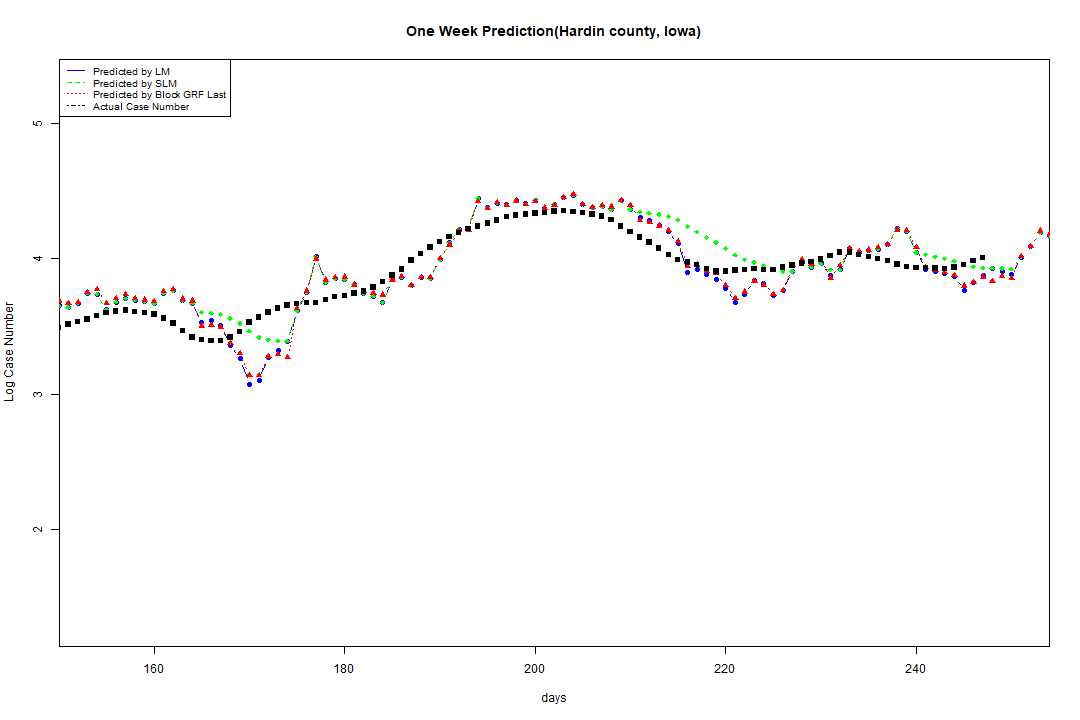 One Week Prediction(Hardin county, Iowa)
Predicted by LM
Predicted by SLM
Predicted by Block GRF Last
Actual Case Number
5
4
3
2
Log Case Number
160 180 200 220 240
days